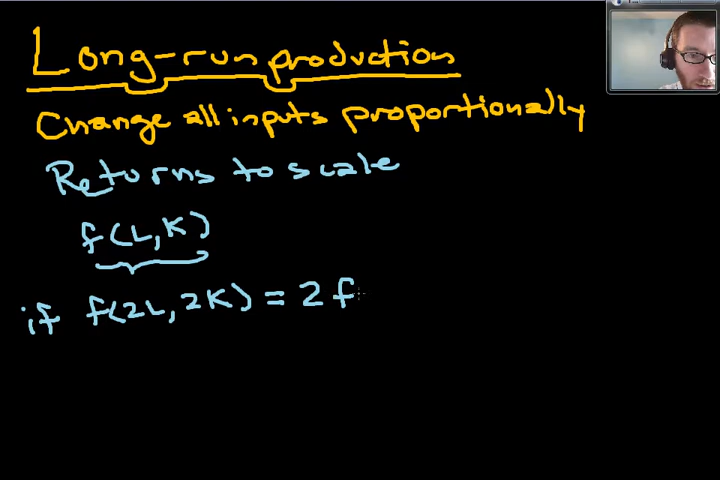 Long-run production
Change all inputs proportionally
Returns to scale
f(L,K)
if f(2L, 2K) = 2f